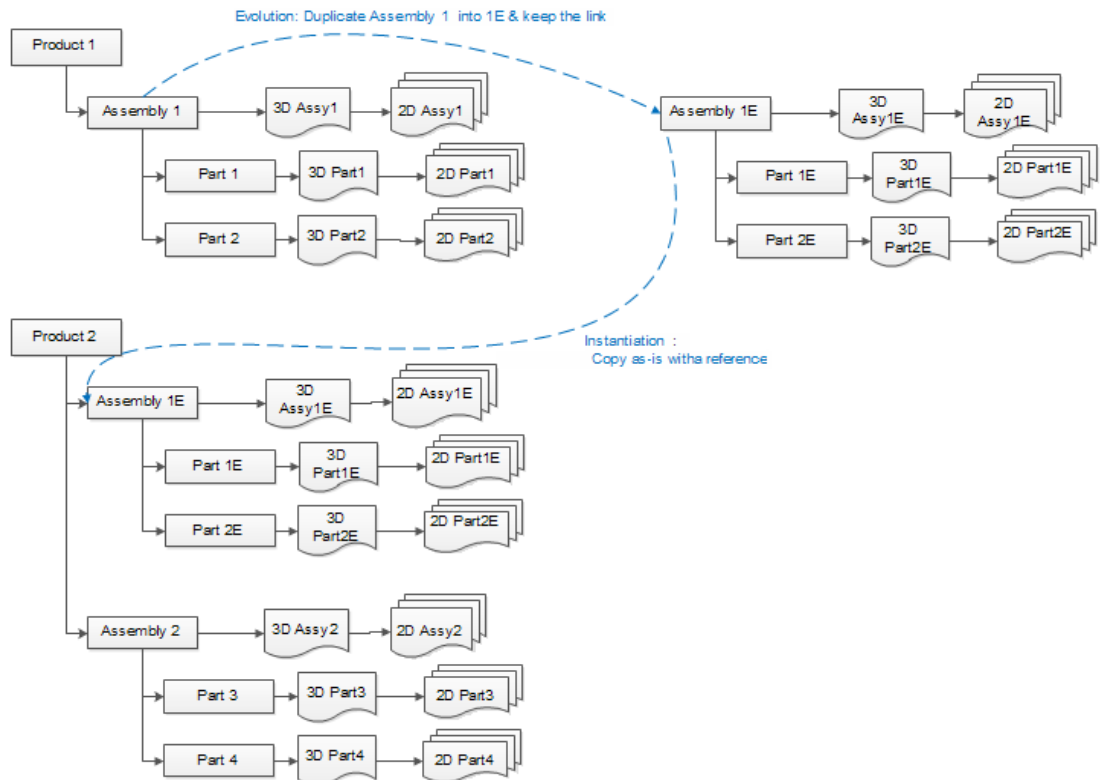 Evolution: Duplicate Assembly 1 into 1E & keep the link
Product 1
Assembly 1
3D Assy1
2D Assy1
Part 1
3D Part1
2D Part1
Part 2
3D Part2
2D Part2
Assembly 1E
3D
Assy1E
2D
Assy1E
Part 1E
3D
Part1E
2D Part1E
Part 2E
3D
Part2E
2D Part2E
Instantiation :
Copy as-is witha reference
Product 2
Assembly 1E
3D
Assy1E
2D Assy1E
Part 1E
3D
Part1E
2D Part1E
Part 2E
3D
Part2E
2D Part2E
Assembly 2
3D Assy2
2D Assy2
Part 3
3D Part3
2D Part3
Part 4
3D Part4
2D Part4